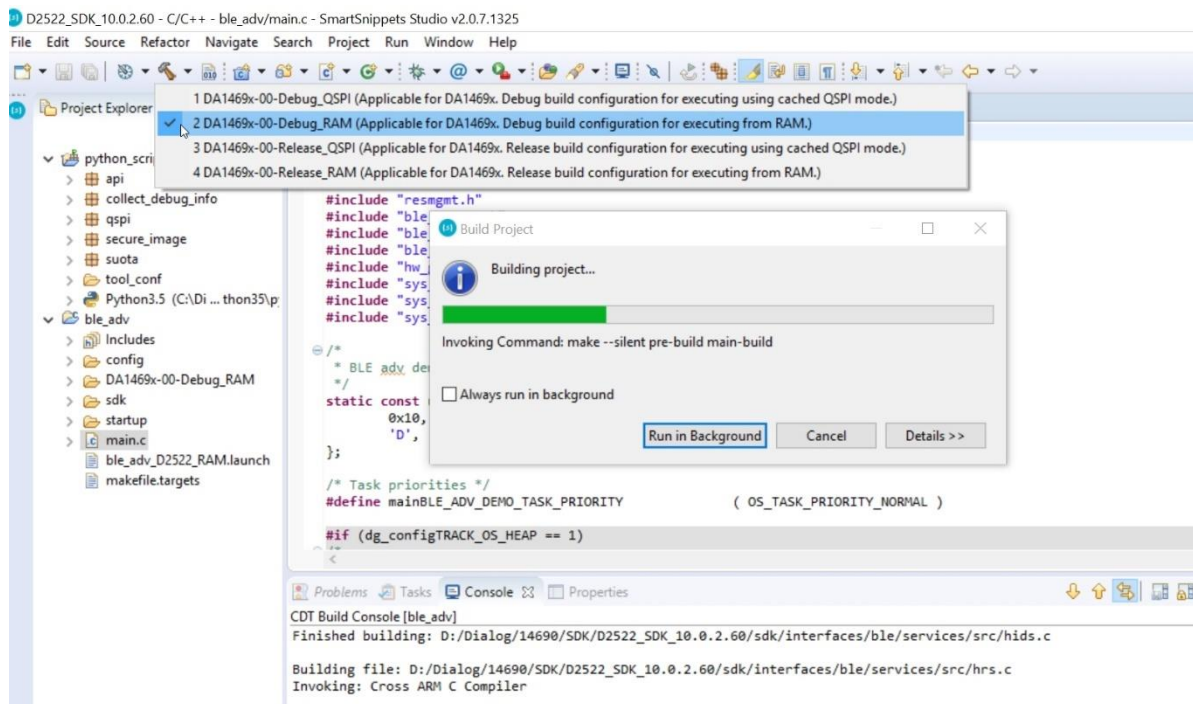 D2522_SDK_10.0.2.60 - C/C++ - ble_adv/main.c - SmartSnippets Studio v2.0.7.1325
File Edit Source Refactor Navigate Search Project Run Window Help
Project Explorer
1 DA1469x-00-Debug_QSPI (Applicable for DA1469x. Debug build configuration for executing using cached QSPI mode.)
2 DA1469x-00-Debug_RAM (Applicable for DA1469x. Debug build configuration for executing from RAM.)
3 DA1469x-00-Release_QSPI (Applicable for DA1469x. Release build configuration for executing using cached QSPI mode.)
4 DA1469x-00-Release_RAM (Applicable for DA1469x. Release build configuration for executing from RAM.)
python_scri
api
collect_debug_info
qspi
secure_image
suota
tool_conf
Python3.5 (C:\Di ... thon35\p
ble_adv
Includes
config
DA1469x-00-Debug_RAM
sdk
startup
main.c
ble_adv_D2522_RAM.launch
makefile.targets
#include "resmgmt.h"
#include "ble_
#include "ble_
#include "ble_
#include "hw_
#include "sys_
#include "sys_
#include "sys_
/*
* BLE adv de
*/
static const
0x10,
'D',
};
/* Task priorities */
#define mainBLE_ADV_DEMO_TASK_PRIORITY ( OS_TASK_PRIORITY_NORMAL )
#if (dg_configTRACK_OS_HEAP == 1)
Build Project
Building project...
Invoking Command: make --silent pre-build main-build
Always run in background
Run in Background Cancel Details >>
Problems Tasks Console Properties
CDT Build Console [ble_adv]
Finished building: D:/Dialog/14690/SDK/D2522_SDK_10.0.2.60/sdk/interfaces/ble/services/src/hids.c
Building file: D:/Dialog/14690/SDK/D2522_SDK_10.0.2.60/sdk/interfaces/ble/services/src/hrs.c
Invoking: Cross ARM C Compiler